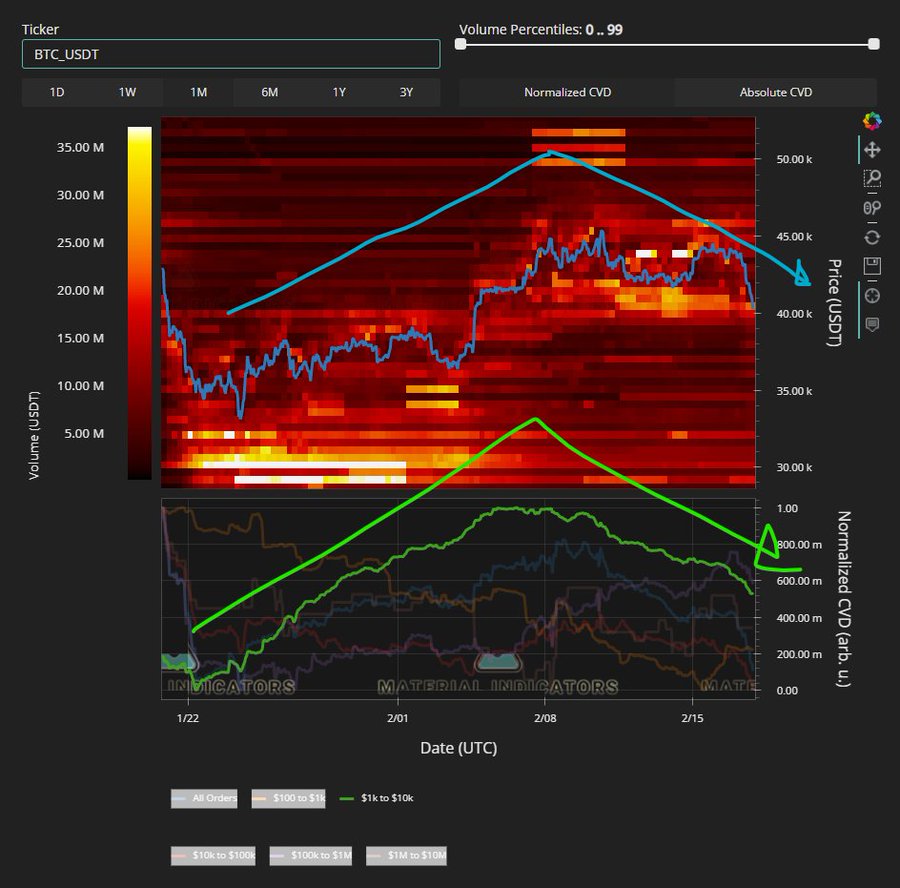 Ticker
Volume Percentiles: 0 .. 99
BTC_USDT
1D 1W 1M 6M 1Y 3Y
Normalized CVD Absolute CVD
35.00 M
30.00 M
25.00 M
20.00 M
15.00 M
10.00 M
5.00 M
Volume (USDT)
50.00 k
45.00 k
40.00 k
35.00 k
30.00 k
Price (USDT)
1.00
800.00 m
600.00 m
400.00 m
200.00 m
0.00
Normalized CVD (arb. u.)
INDICATORS MATERIAL INDICATORS MATE
1/22 2/01 2/08 2/15
Date (UTC)
All Orders $100 to $1k $1k to $10k
$10k to $100k $100k to $1M $1M to $10M